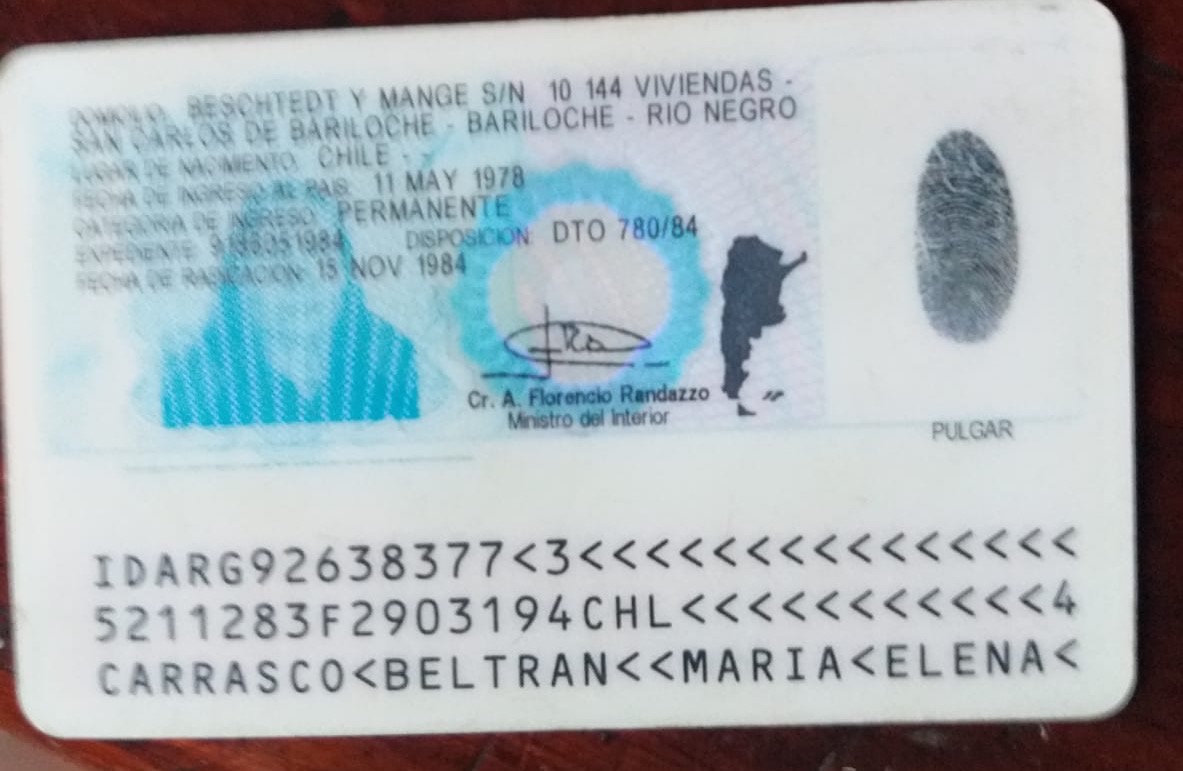 DOMICILIO: BESCHTEDT Y MANGE S/N 10 144 VIVIENDAS -
SAN CARLOS DE BARILOCHE - BARILOCHE - RIO NEGRO
LUGAR DE NACIMIENTO: CHILE -
FECHA DE INGRESO AL PAIS: 11 MAY 1978
CATEGORIA DE INGRESO: PERMANENTE
EXPEDIENTE: DISPOSICION: DTO 780/84
FECHA DE RADICACION: 15 NOV 1984
Cr. A. Florencio Randazzo
Ministro del Interior
PULGAR
IDARG92638377<3<<<<<<<<<<<<<<<
5211283F2903194CHL<<<<<<<<<<<4
CARRASCO<BELTRAN<<MARIA<ELENA<